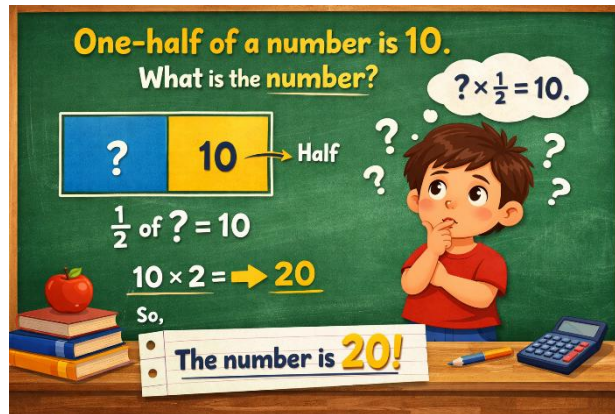 One-half of a number is 10.
What is the number?
? × 1/2 = 10.
? ?
? ?
? 10 → Half
1/2 of ? = 10
10 × 2 = → 20
So,
The number is 20!